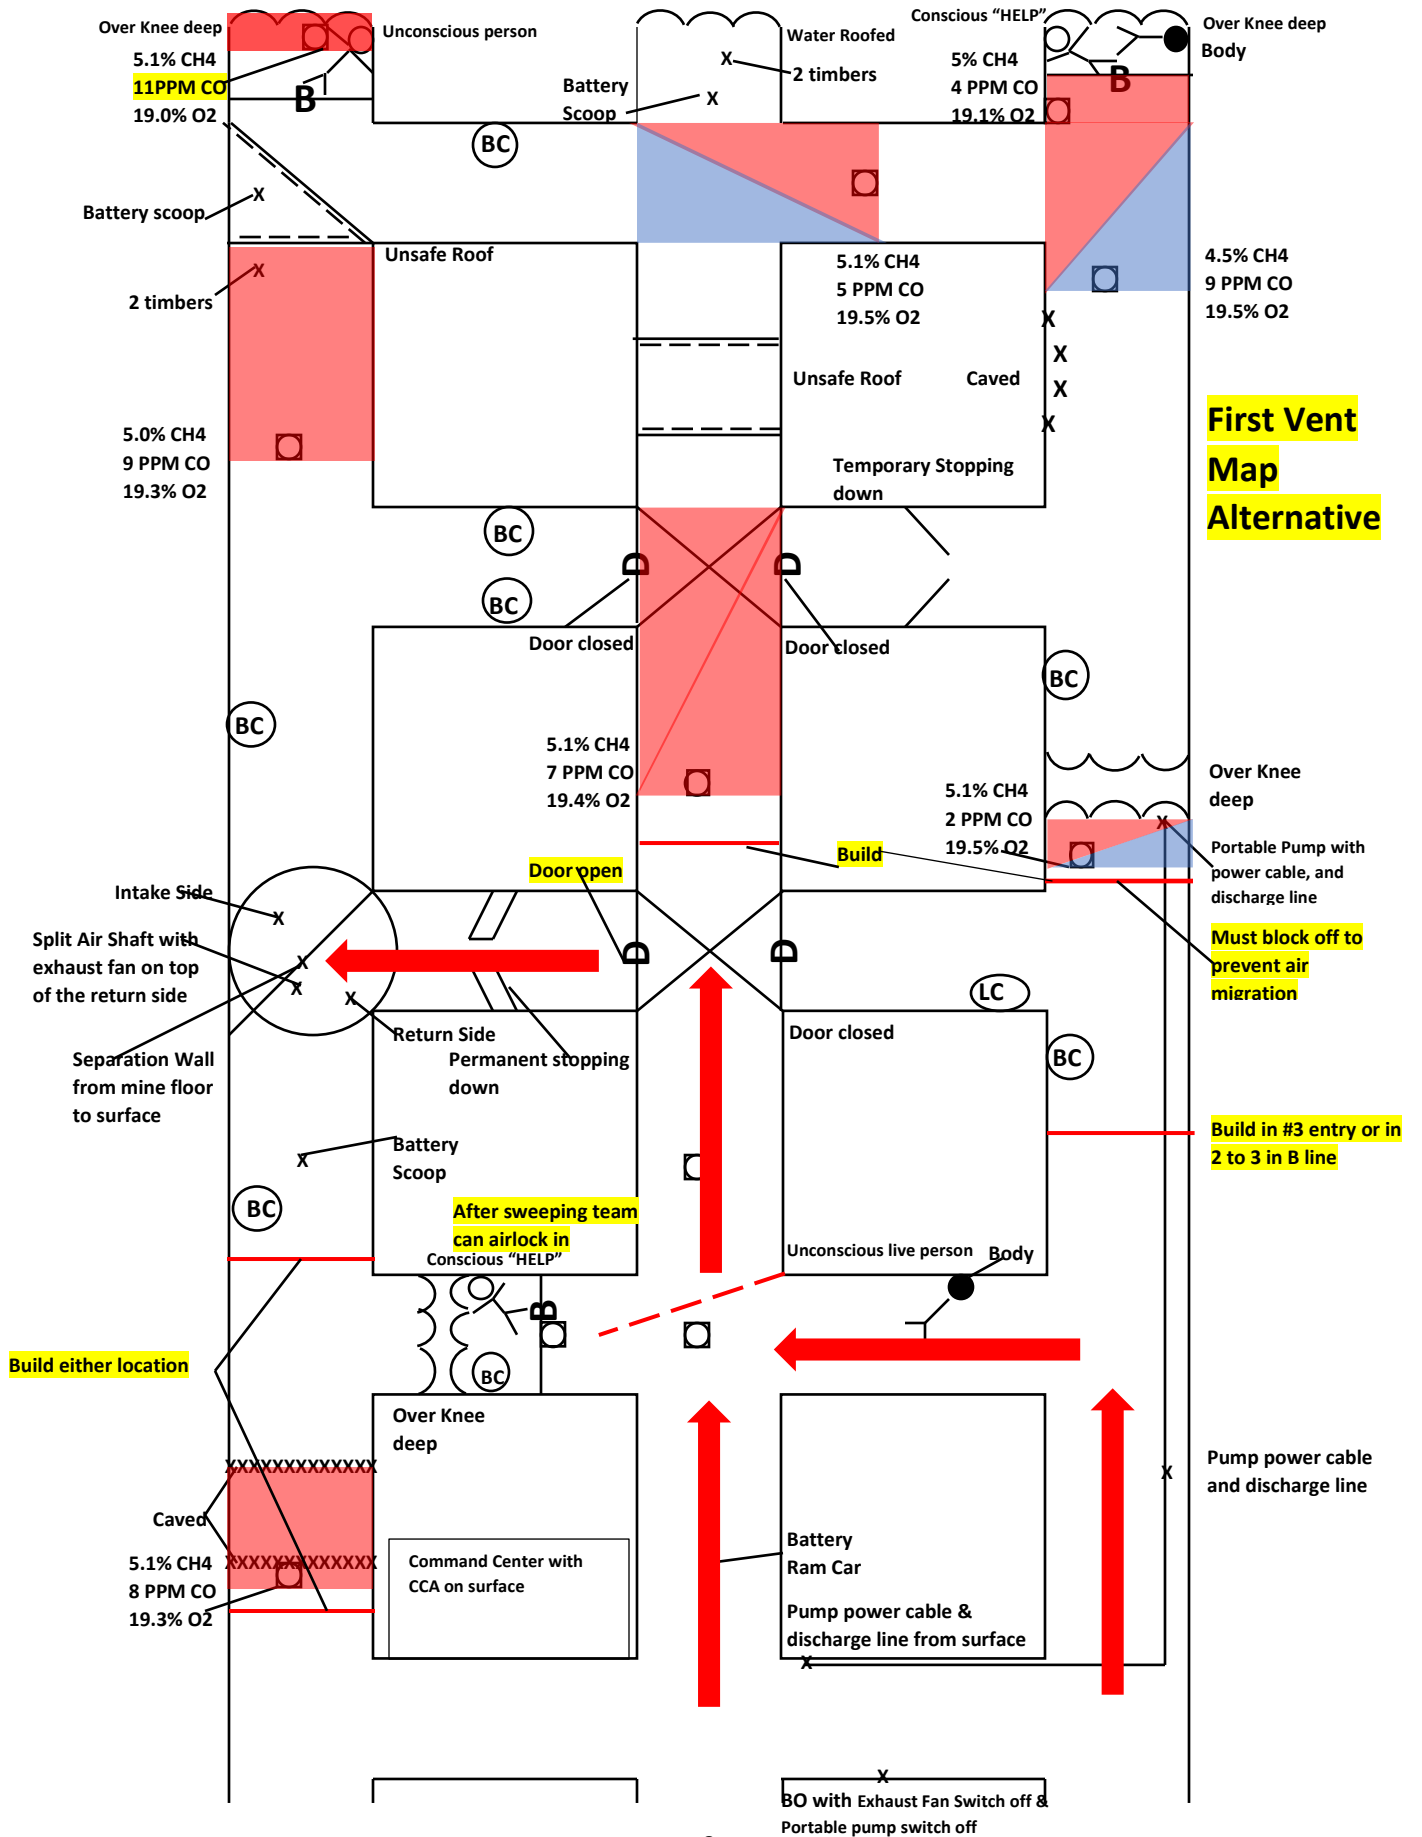 Over Knee deep
Unconscious person
5.1% CH4
11PPM CO
19.0% O2
B
Water Roofed
X
2 timbers
Battery
Scoop
X
Conscious “HELP”
5% CH4
4 PPM CO
19.1% O2
B
Over Knee deep
Body
BC
X
Battery scoop
Unsafe Roof
X
2 timbers
5.1% CH4
5 PPM CO
19.5% O2
4.5% CH4
9 PPM CO
19.5% O2
X
X
X
X
Unsafe Roof
Caved
First Vent
Map
Alternative
5.0% CH4
9 PPM CO
19.3% O2
Temporary Stopping
down
BC
D
D
BC
Door closed
Door closed
BC
BC
5.1% CH4
7 PPM CO
19.4% O2
5.1% CH4
2 PPM CO
19.5% O2
Over Knee
deep
X
Portable Pump with
power cable, and
discharge line
Build
Door open
Intake Side
X
Split Air Shaft with
exhaust fan on top
of the return side
X
X
X
D
D
Must block off to
prevent air
migration
LC
Return Side
Separation Wall
from mine floor
to surface
Permanent stopping
down
Door closed
BC
Build in #3 entry or in
2 to 3 in B line
Battery
Scoop
X
BC
After sweeping team
can airlock in
Conscious “HELP”
Unconscious live person
Body
B
BC
Build either location
Over Knee
deep
XXXXXXXXXXXXX
Caved
XXXXXXXXXXXXX
5.1% CH4
8 PPM CO
19.3% O2
Command Center with
CCA on surface
Battery
Ram Car
Pump power cable
and discharge line
X
Pump power cable &
discharge line from surface
X
X
BO with Exhaust Fan Switch off &
Portable pump switch off